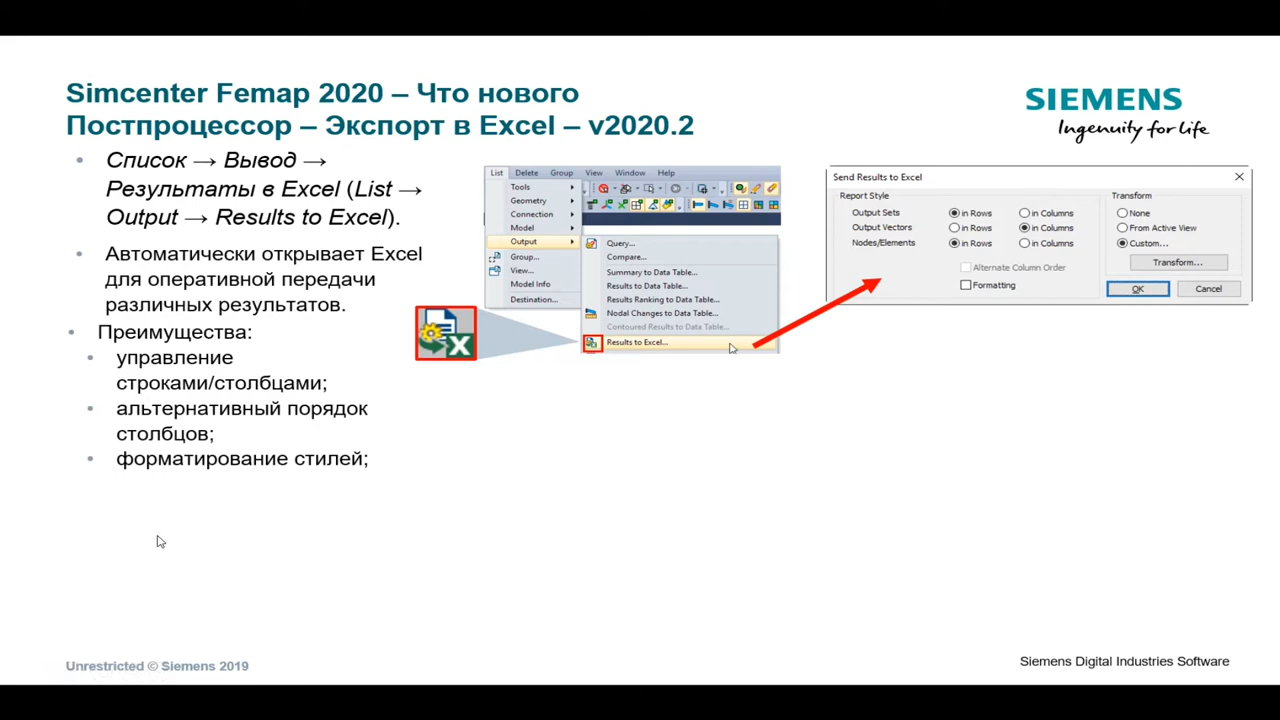 Simcenter Femap 2020 – Что нового
Постпроцессор – Экспорт в Excel – v2020.2
SIEMENS
Ingenuity for life
• Список → Вывод →
Результаты в Excel (List →
Output → Results to Excel).
• Автоматически открывает Excel
для оперативной передачи
различных результатов.
• Преимущества:
• управление
строками/столбцами;
• альтернативный порядок
столбцов;
• форматирование стилей;
List Delete Group View Window Help
Tools
Geometry
Connection
Model
Output
Group...
View...
Model Info
Destination...
Query...
Compare...
Summary to Data Table...
Results to Data Table...
Results Ranking to Data Table...
Nodal Changes to Data Table...
Contoured Results to Data Table...
Results to Excel...
Send Results to Excel
Report Style
Output Sets in Rows in Columns
Output Vectors in Rows in Columns
Nodes/Elements in Rows in Columns
Alternate Column Order
Formatting
Transform
None
From Active View
Custom...
Transform...
OK Cancel
Unrestricted © Siemens 2019
Siemens Digital Industries Software